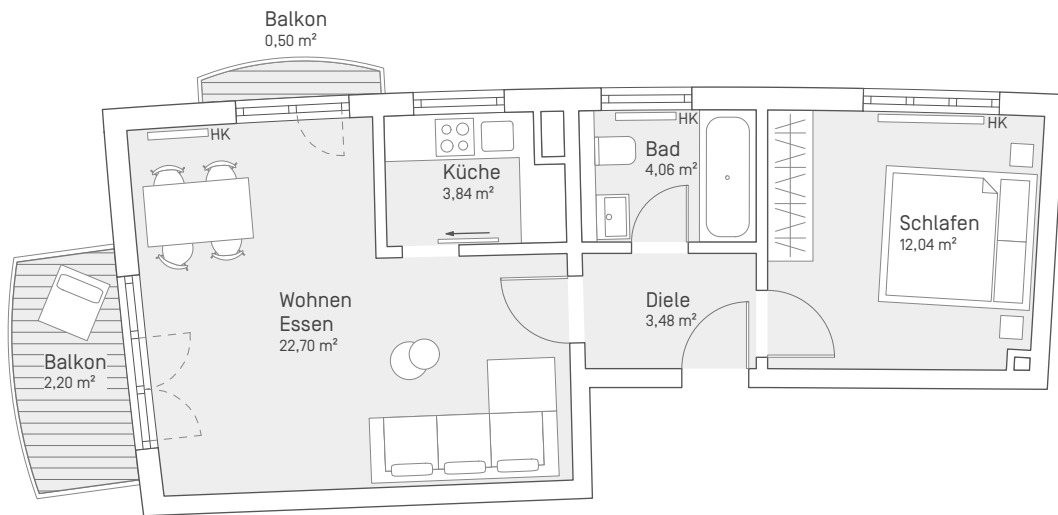 Balkon
0,50 m²
HK
Küche
3,84 m²
HK
Bad
4,06 m²
HK
Schlafen
12,04 m²
Wohnen
Essen
22,70 m²
Diele
3,48 m²
Balkon
2,20 m²